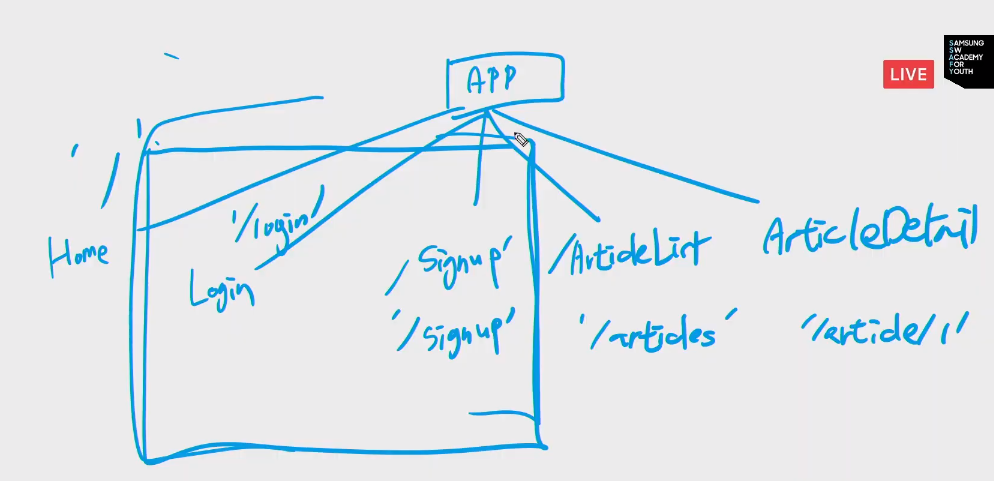 SAMSUNG
SW
ACADEMY
FOR
YOUTH
LIVE
APP
'/'
Home
'/login'
Login
/Signup'
/ArticleList
ArticleDetail
'/signup'
'/articles'
'/article/1'